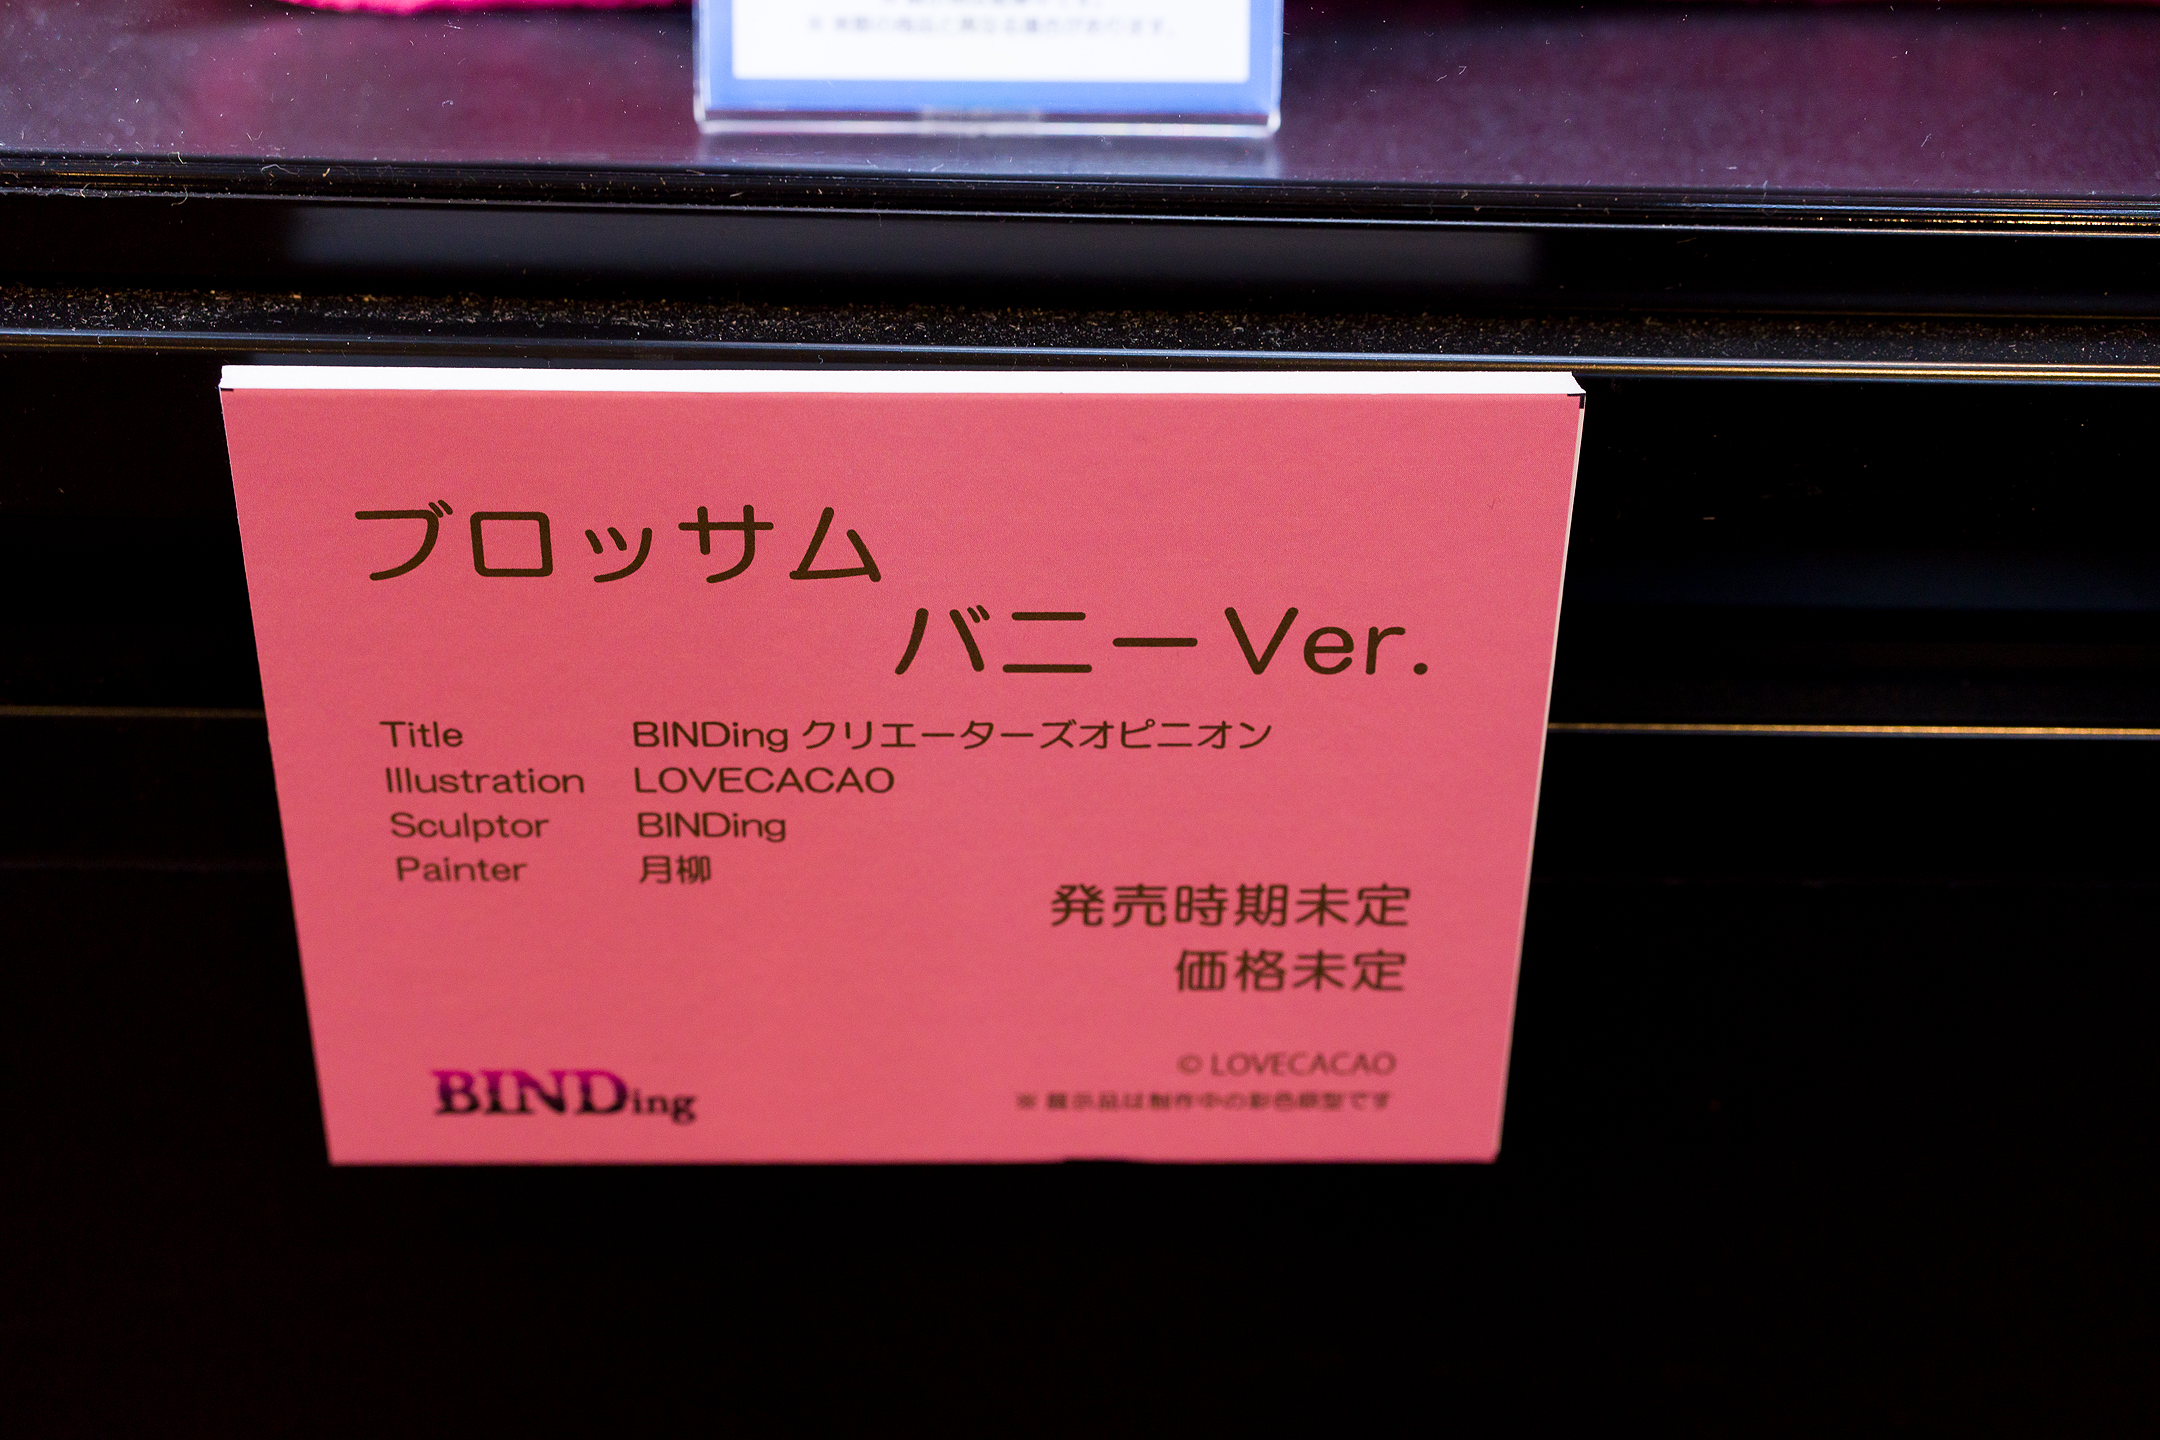 ブロッサム
バニーVer.
Title BINDing クリエーターズオピニオン
Illustration LOVECACAO
Sculptor BINDing
Painter 月柳
発売時期未定
価格未定
BINDing
© LOVECACAO
※ 展示品は制作中の彩色原型です